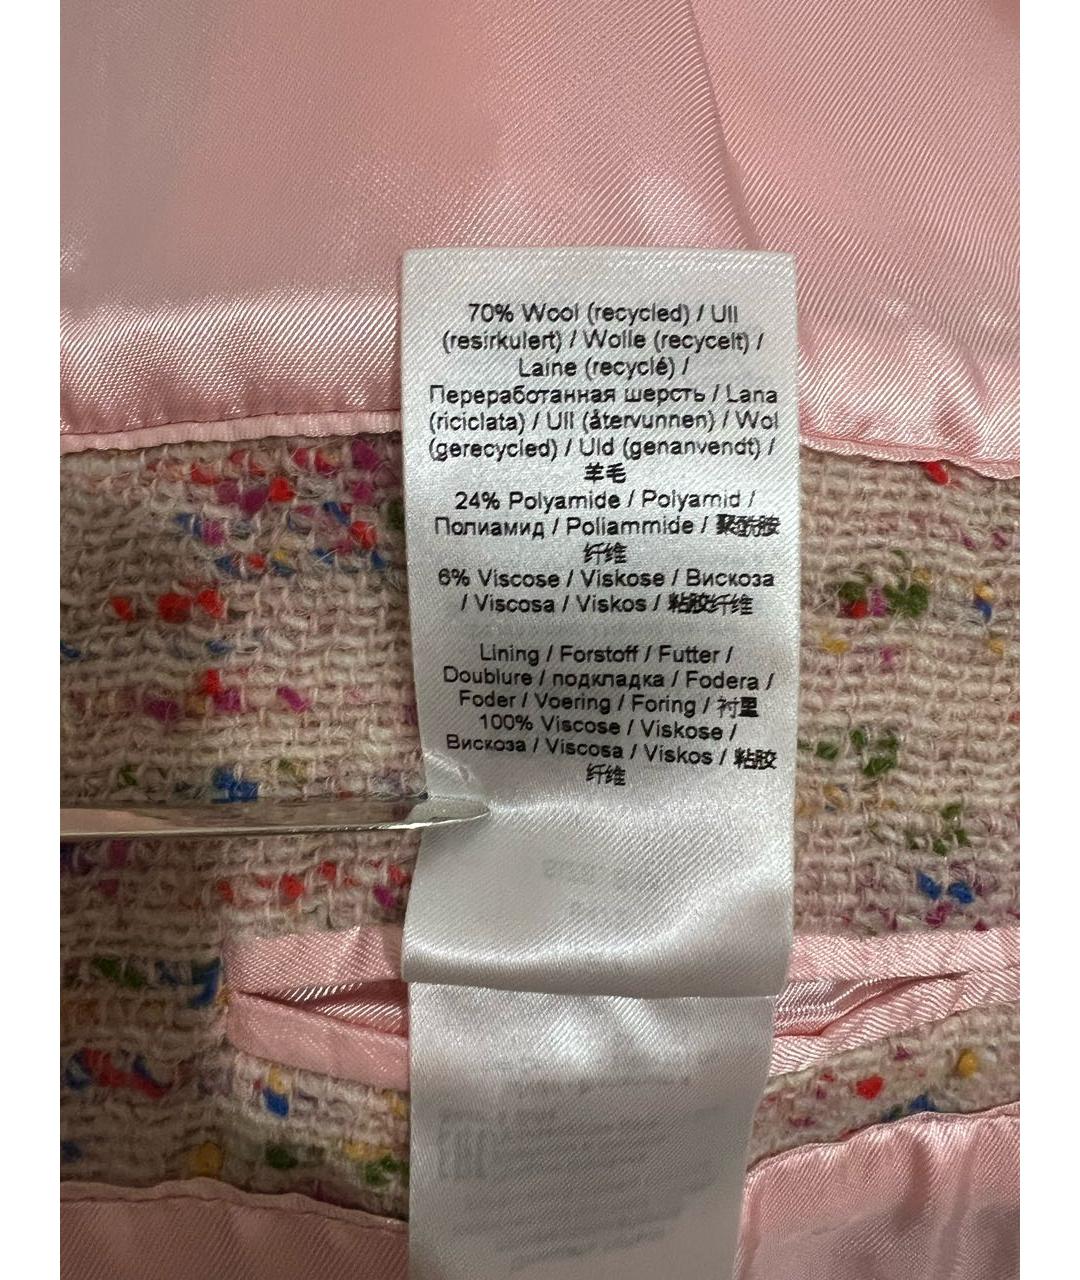 70% Wool (recycled) / Ull
(resirkulert) / Wolle (recycelt) /
Laine (recyclé) /
Переработанная шерсть / Lana
(riciclata) / Ull (återvunnen) / Wol
(gerecycled) / Uld (genanvendt) /
羊毛
24% Polyamide / Polyamid /
Полиамид / Poliammide / 聚酰胺
纤维
6% Viscose / Viskose / Вискоза
/ Viscosa / Viskos / 粘胶纤维
Lining / Forstoff / Futter /
Doublure / подкладка / Fodera /
Foder / Voering / Foring / 衬里
100% Viscose / Viskose /
Вискоза / Viscosa / Viskos / 粘胶
纤维